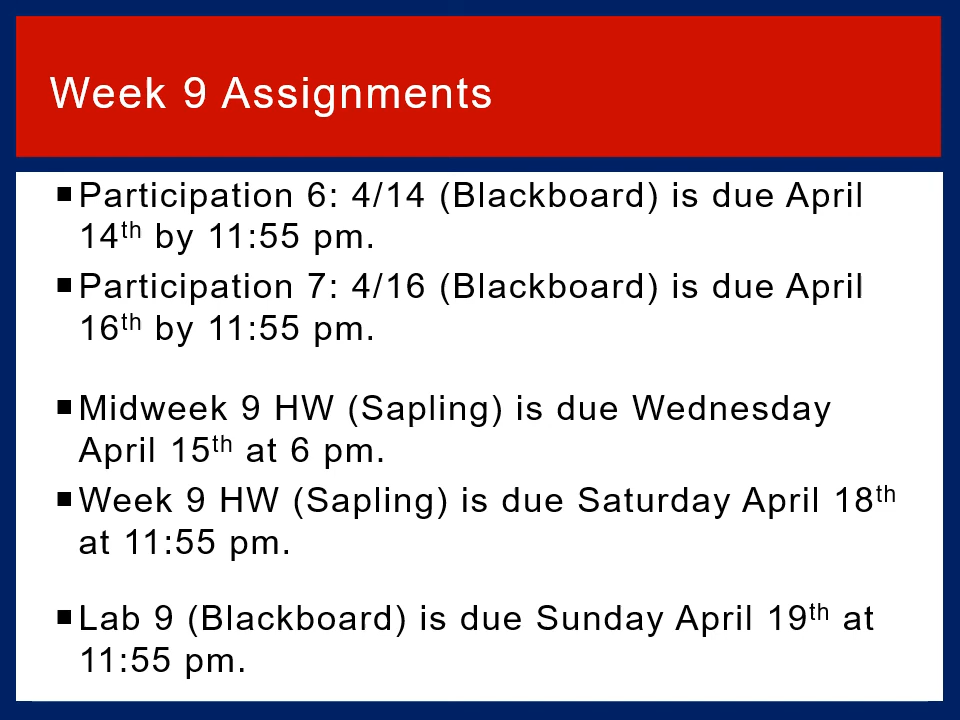 Week 9 Assignments
▪ Participation 6: 4/14 (Blackboard) is due April
14th by 11:55 pm.
▪ Participation 7: 4/16 (Blackboard) is due April
16th by 11:55 pm.
▪ Midweek 9 HW (Sapling) is due Wednesday
April 15th at 6 pm.
▪ Week 9 HW (Sapling) is due Saturday April 18th
at 11:55 pm.
▪ Lab 9 (Blackboard) is due Sunday April 19th at
11:55 pm.